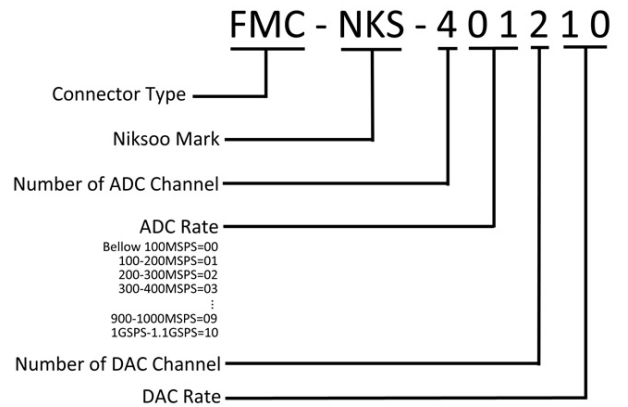 FMC - NKS - 4 0 1 2 1 0
Connector Type
Niksoo Mark
Number of ADC Channel
ADC Rate
Bellow 100MSPS=00
100-200MSPS=01
200-300MSPS=02
300-400MSPS=03
⋮
900-1000MSPS=09
1GSPS-1.1GSPS=10
Number of DAC Channel
DAC Rate